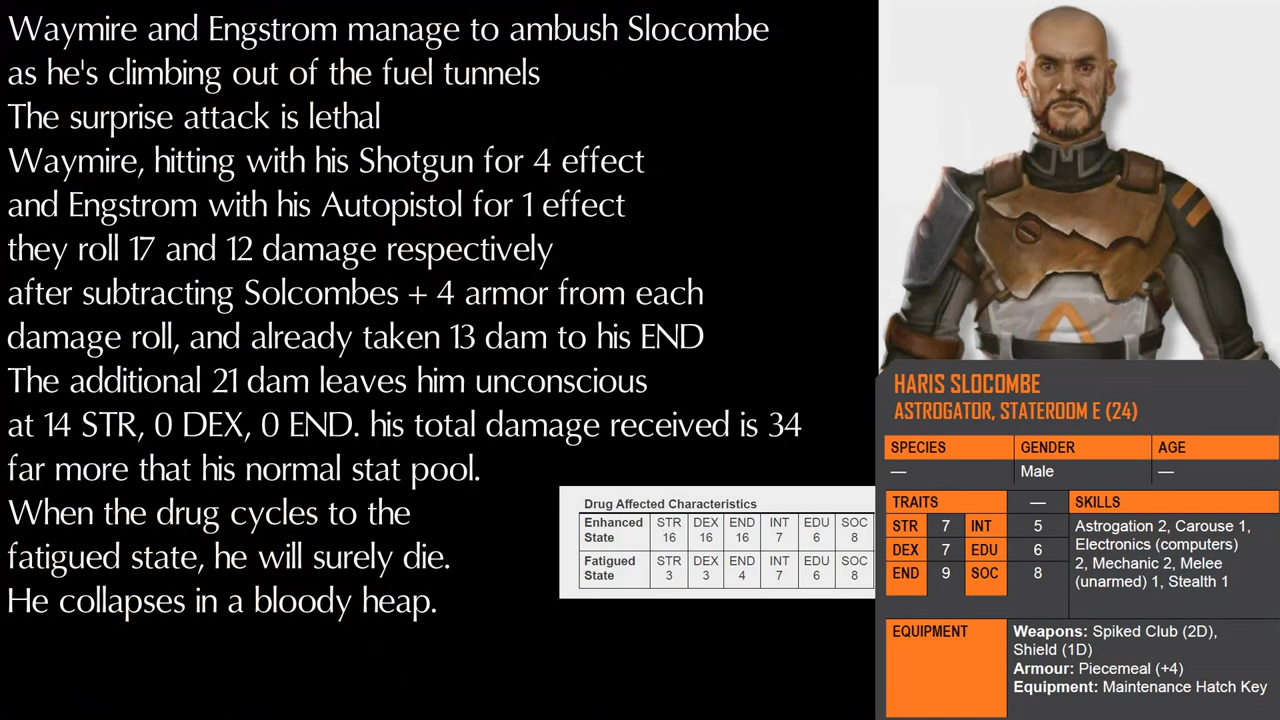 Waymire and Engstrom manage to ambush Slocombe
as he's climbing out of the fuel tunnels
The surprise attack is lethal
Waymire, hitting with his Shotgun for 4 effect
and Engstrom with his Autopistol for 1 effect
they roll 17 and 12 damage respectively
after subtracting Solcombes + 4 armor from each
damage roll, and already taken 13 dam to his END
The additional 21 dam leaves him unconscious
at 14 STR, 0 DEX, 0 END. his total damage received is 34
far more that his normal stat pool.
When the drug cycles to the
fatigued state, he will surely die.
He collapses in a bloody heap.
Drug Affected Characteristics
Enhanced State STR 16 DEX 16 END 16 INT 7 EDU 6 SOC 8
Fatigued State STR 3 DEX 3 END 4 INT 7 EDU 6 SOC 8
HARIS SLOCOMBE
ASTROGATOR, STATEROOM E (24)
SPECIES GENDER AGE
— Male —
TRAITS — SKILLS
STR 7 INT 5
DEX 7 EDU 6
END 9 SOC 8
Astrogation 2, Carouse 1,
Electronics (computers)
2, Mechanic 2, Melee
(unarmed) 1, Stealth 1
EQUIPMENT
Weapons: Spiked Club (2D),
Shield (1D)
Armour: Piecemeal (+4)
Equipment: Maintenance Hatch Key